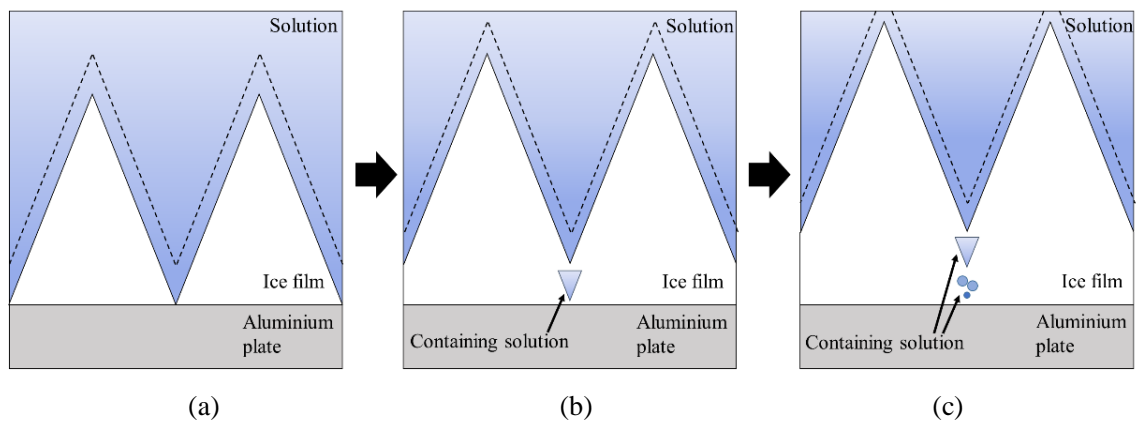 Solution
Ice film
Aluminium
plate
(a)
Solution
Ice film
Containing solution
Aluminium
plate
(b)
Solution
Ice film
Containing solution
Aluminium
plate
(c)